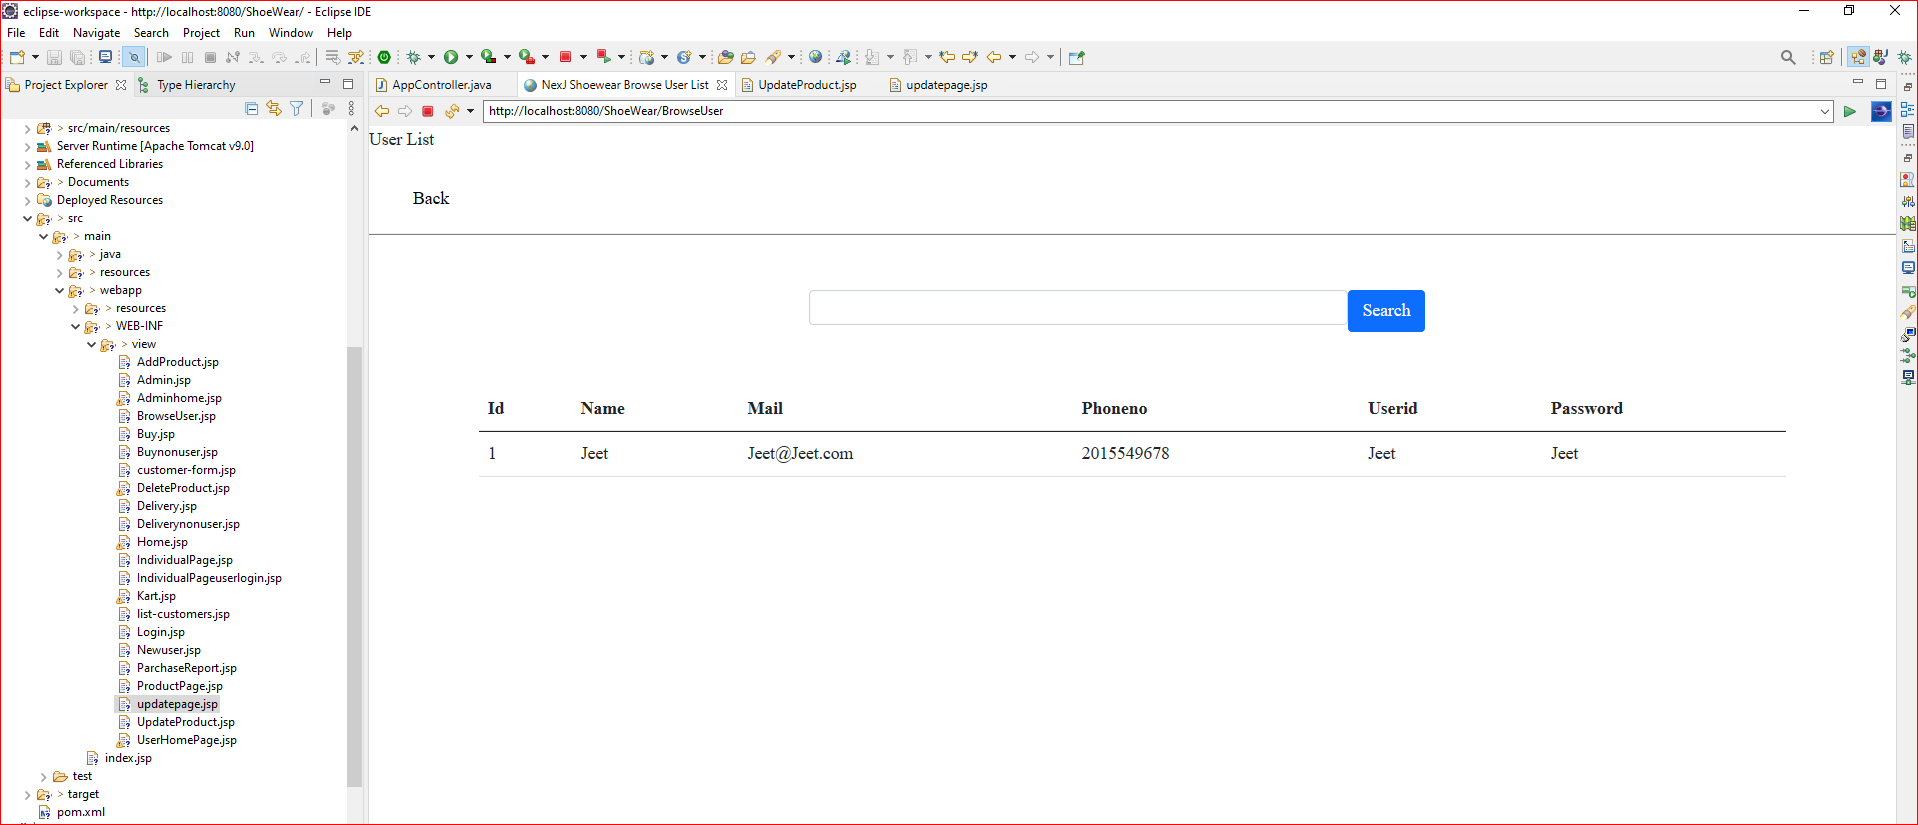 eclipse-workspace - http://localhost:8080/ShoeWear/ - Eclipse IDE
File Edit Navigate Search Project Run Window Help
Project Explorer Type Hierarchy
AppController.java NexJ Shoewear Browse User List UpdateProduct.jsp updatepage.jsp
http://localhost:8080/ShoeWear/BrowseUser
> src/main/resources
Server Runtime [Apache Tomcat v9.0]
Referenced Libraries
> Documents
Deployed Resources
> src
> main
> java
> resources
> webapp
> resources
> WEB-INF
> view
AddProduct.jsp
Admin.jsp
Adminhome.jsp
BrowseUser.jsp
Buy.jsp
Buynonuser.jsp
customer-form.jsp
DeleteProduct.jsp
Delivery.jsp
Deliverynonuser.jsp
Home.jsp
IndividualPage.jsp
IndividualPageuserlogin.jsp
Kart.jsp
list-customers.jsp
Login.jsp
Newuser.jsp
ParchaseReport.jsp
ProductPage.jsp
updatepage.jsp
UpdateProduct.jsp
UserHomePage.jsp
index.jsp
test
> target
pom.xml
User List
Back
Search
Id Name Mail Phoneno Userid Password
1 Jeet Jeet@Jeet.com 2015549678 Jeet Jeet